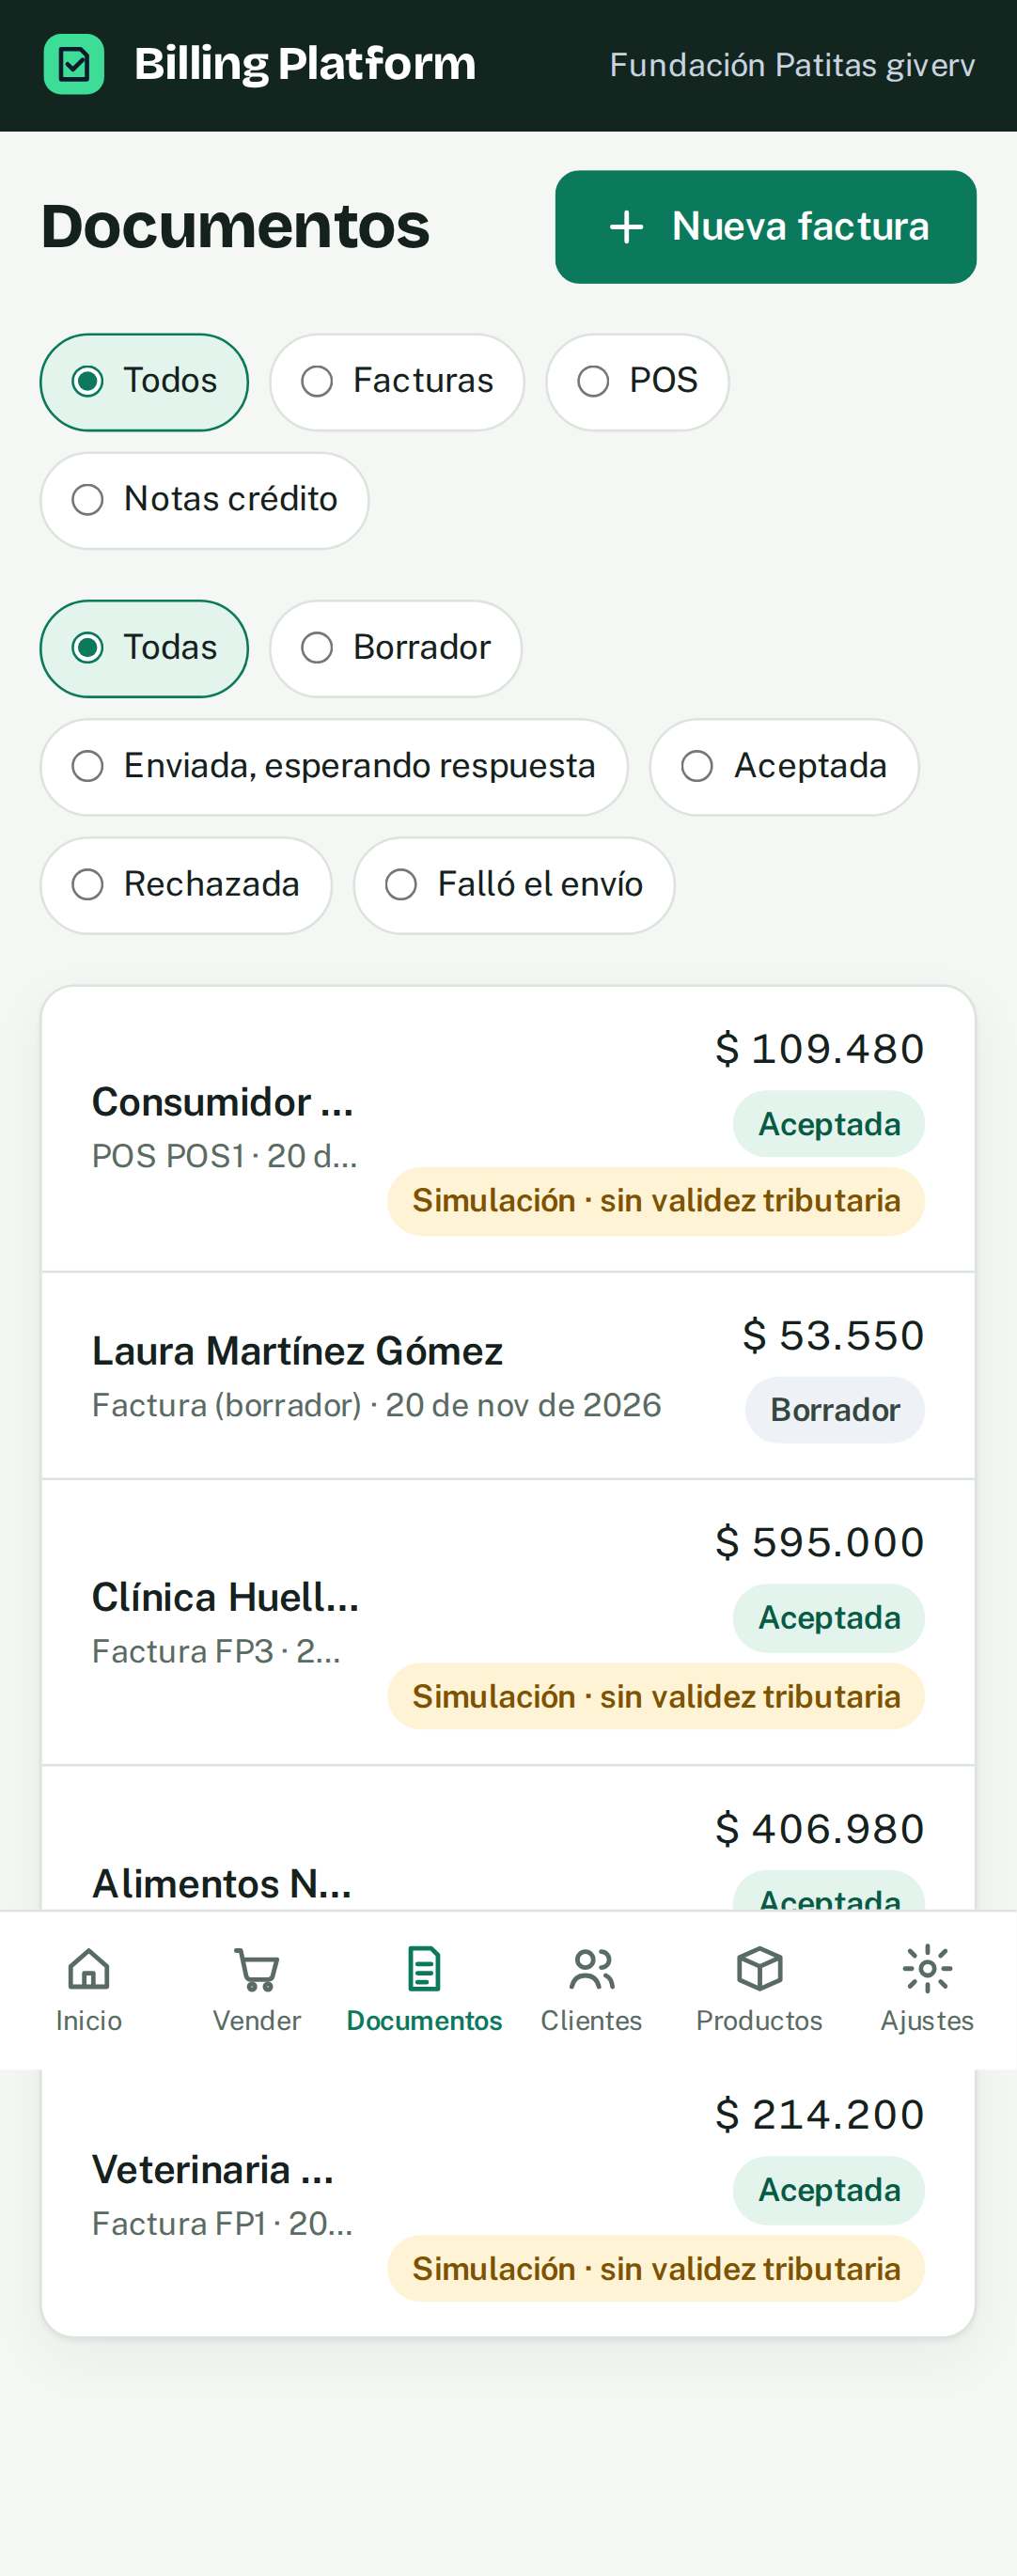 Billing Platform
Fundación Patitas giverv
Documentos
Nueva factura
Todos
Facturas
POS
Notas crédito
Todas
Borrador
Enviada, esperando respuesta
Aceptada
Rechazada
Falló el envío
$ 109.480
Consumidor ...
Aceptada
POS POS1 · 20 d...
Simulación · sin validez tributaria
$ 53.550
Laura Martínez Gómez
Factura (borrador) · 20 de nov de 2026
Borrador
$ 595.000
Clínica Huell...
Aceptada
Factura FP3 · 2...
Simulación · sin validez tributaria
$ 406.980
Alimentos N...
Aceptada
Inicio
Vender
Documentos
Clientes
Productos
Ajustes
$ 214.200
Veterinaria ...
Aceptada
Factura FP1 · 20...
Simulación · sin validez tributaria